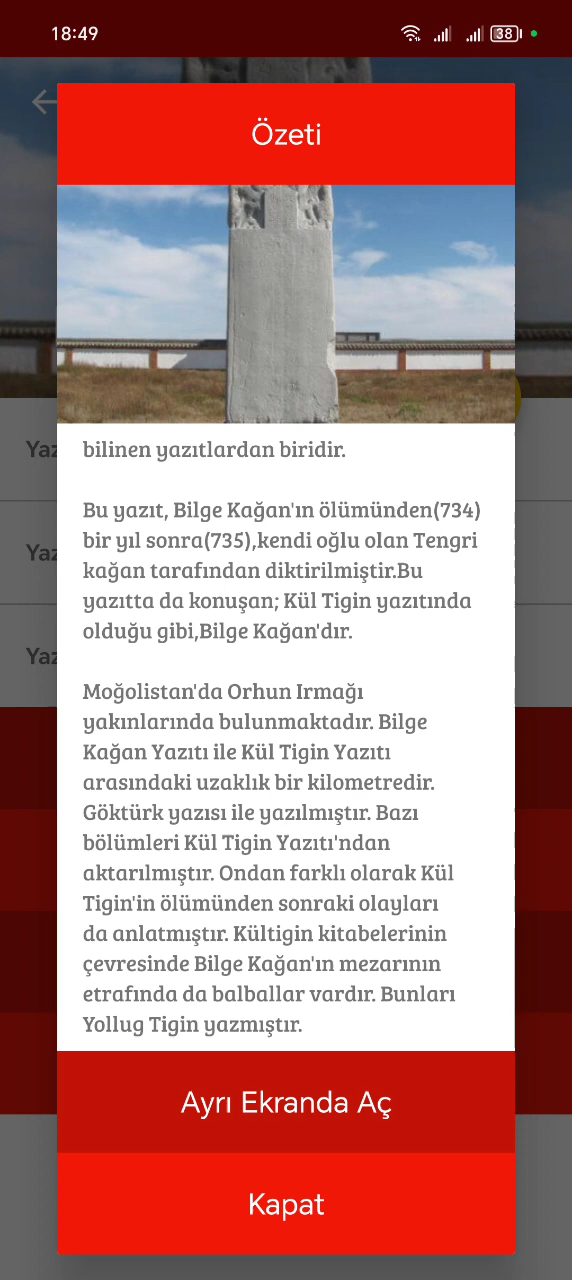 18:49
38
Özeti
Yaz
Yaz
Yaz
bilinen yazıtlardan biridir.
Bu yazıt, Bilge Kağan'ın ölümünden(734)
bir yıl sonra(735),kendi oğlu olan Tengri
kağan tarafından diktirilmiştir.Bu
yazıtta da konuşan; Kül Tigin yazıtında
olduğu gibi,Bilge Kağan'dır.
Moğolistan'da Orhun Irmağı
yakınlarında bulunmaktadır. Bilge
Kağan Yazıtı ile Kül Tigin Yazıtı
arasındaki uzaklık bir kilometredir.
Göktürk yazısı ile yazılmıştır. Bazı
bölümleri Kül Tigin Yazıtı'ndan
aktarılmıştır. Ondan farklı olarak Kül
Tigin'in ölümünden sonraki olayları
da anlatmıştır. Kültigin kitabelerinin
çevresinde Bilge Kağan'ın mezarının
etrafında da balballar vardır. Bunları
Yollug Tigin yazmıştır.
Ayrı Ekranda Aç
Kapat